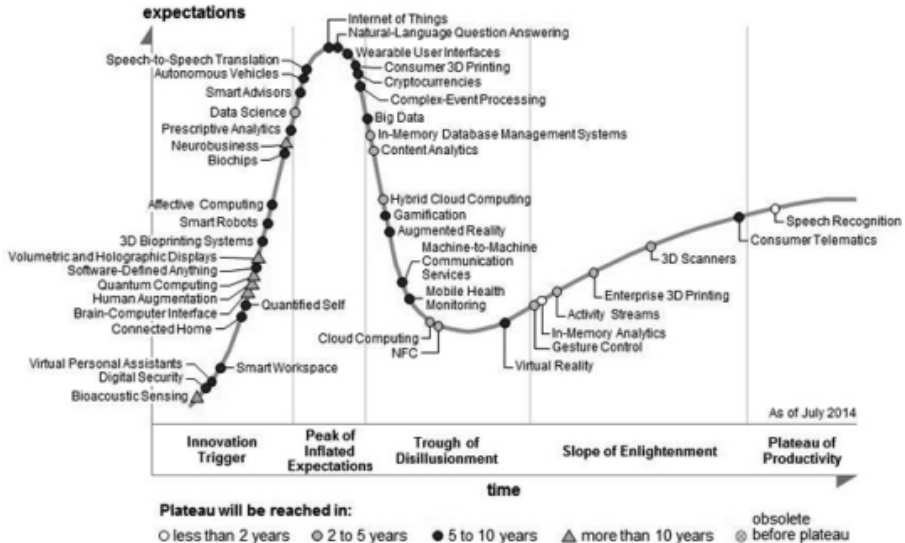 expectations
Internet of Things
Natural-Language Question Answering
Wearable User Interfaces
Speech-to-Speech Translation
Consumer 3D Printing
Autonomous Vehicles
Cryptocurrencies
Smart Advisors
Complex-Event Processing
Data Science
Big Data
Prescriptive Analytics
In-Memory Database Management Systems
Neurobusiness
Content Analytics
Biochips
Hybrid Cloud Computing
Affective Computing
Gamification
Speech Recognition
Smart Robots
Augmented Reality
Consumer Telematics
3D Bioprinting Systems
Machine-to-Machine
Communication
Services
Volumetric and Holographic Displays
3D Scanners
Software-Defined Anything
Quantum Computing
Mobile Health
Monitoring
Human Augmentation
Enterprise 3D Printing
Quantified Self
Brain-Computer Interface
Activity Streams
Connected Home
In-Memory Analytics
Cloud Computing
Gesture Control
NFC
Virtual Reality
Virtual Personal Assistants
Smart Workspace
Digital Security
Bioacoustic Sensing
As of July 2014
Innovation
Trigger
Peak of
Inflated
Expectations
Trough of
Disillusionment
Slope of Enlightenment
Plateau of
Productivity
time
Plateau will be reached in:
less than 2 years
2 to 5 years
5 to 10 years
more than 10 years
obsolete
before plateau